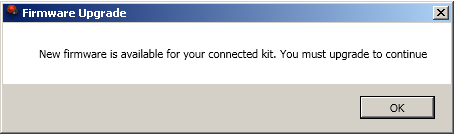 Firmware Upgrade
New firmware is available for your connected kit. You must upgrade to continue
OK